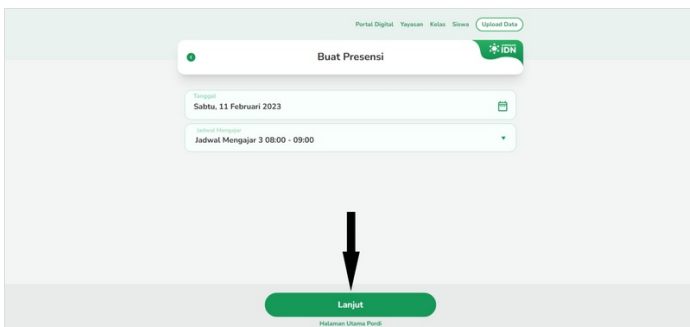 Portal Digital Yayasan Kelas Siswa Upload Data
Buat Presensi
IDN
Tanggal
Sabtu, 11 Februari 2023
Jadwal Mengajar
Jadwal Mengajar 3 08:00 - 09:00
Lanjut
Halaman Utama Pordi